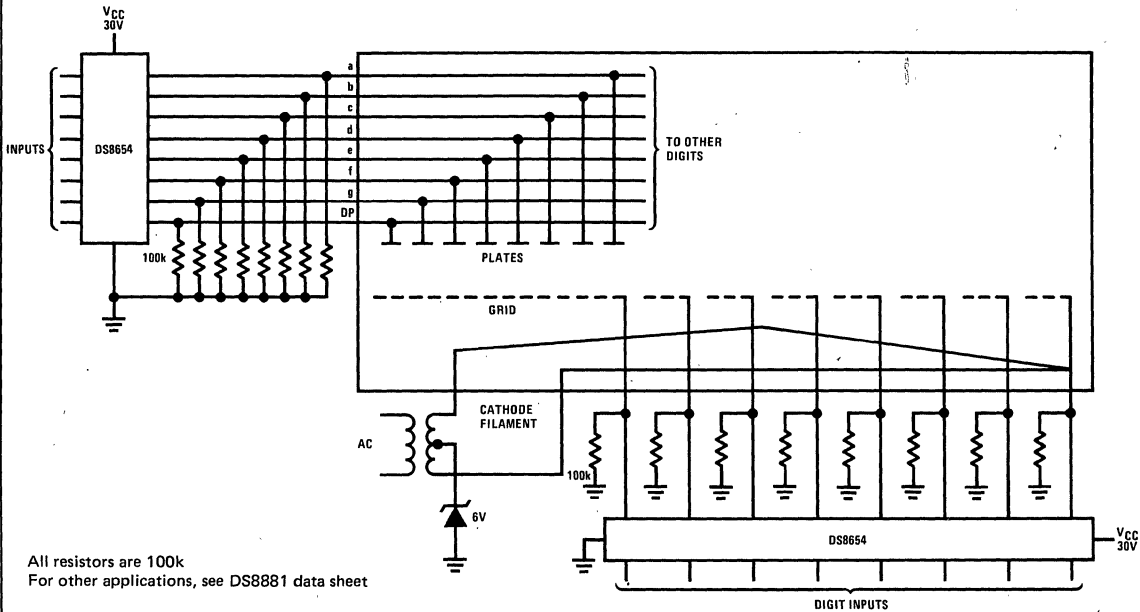 VCC
30V
INPUTS
DS8654
a
b
c
d
e
f
g
DP
TO OTHER
DIGITS
100k
PLATES
GRID
CATHODE
FILAMENT
AC
100k
6V
DS8654
VCC
30V
DIGIT INPUTS
All resistors are 100k
For other applications, see DS8881 data sheet